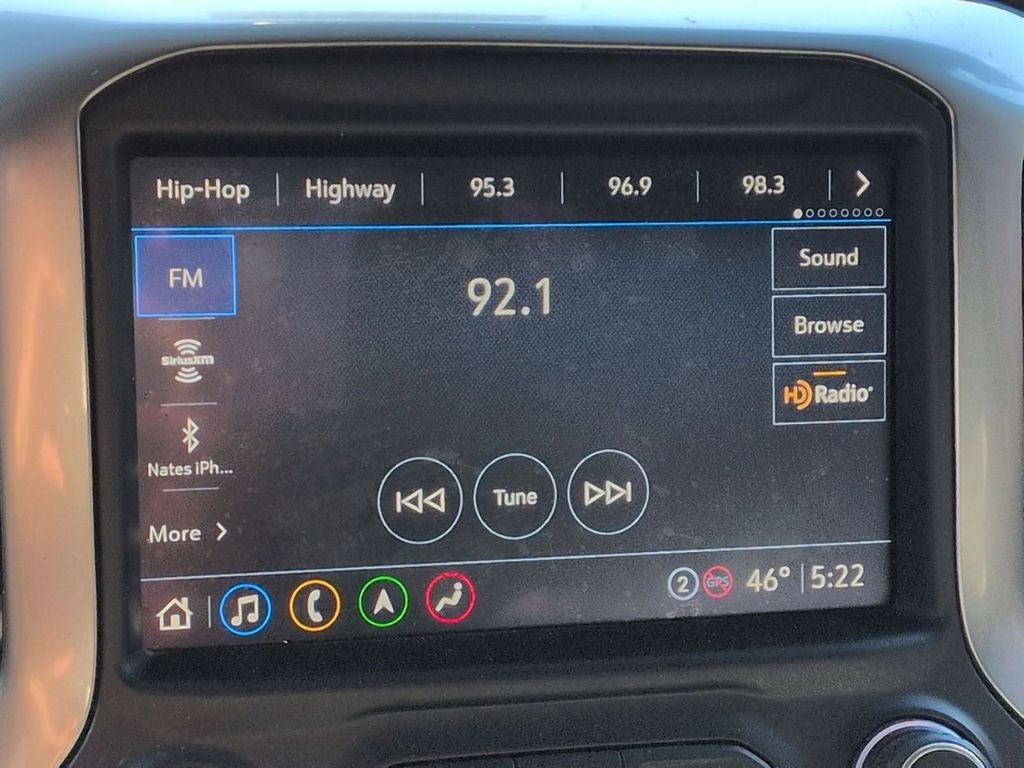 Hip-Hop Highway 95.3 96.9 98.3
FM
92.1
Sound
Browse
SiriusXM
HD Radio
Nates iPh...
Tune
More
2 GPS 46° 5:22